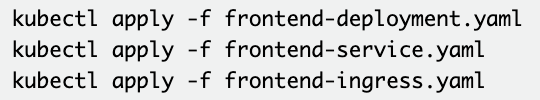 kubectl apply -f frontend-deployment.yaml
kubectl apply -f frontend-service.yaml
kubectl apply -f frontend-ingress.yaml